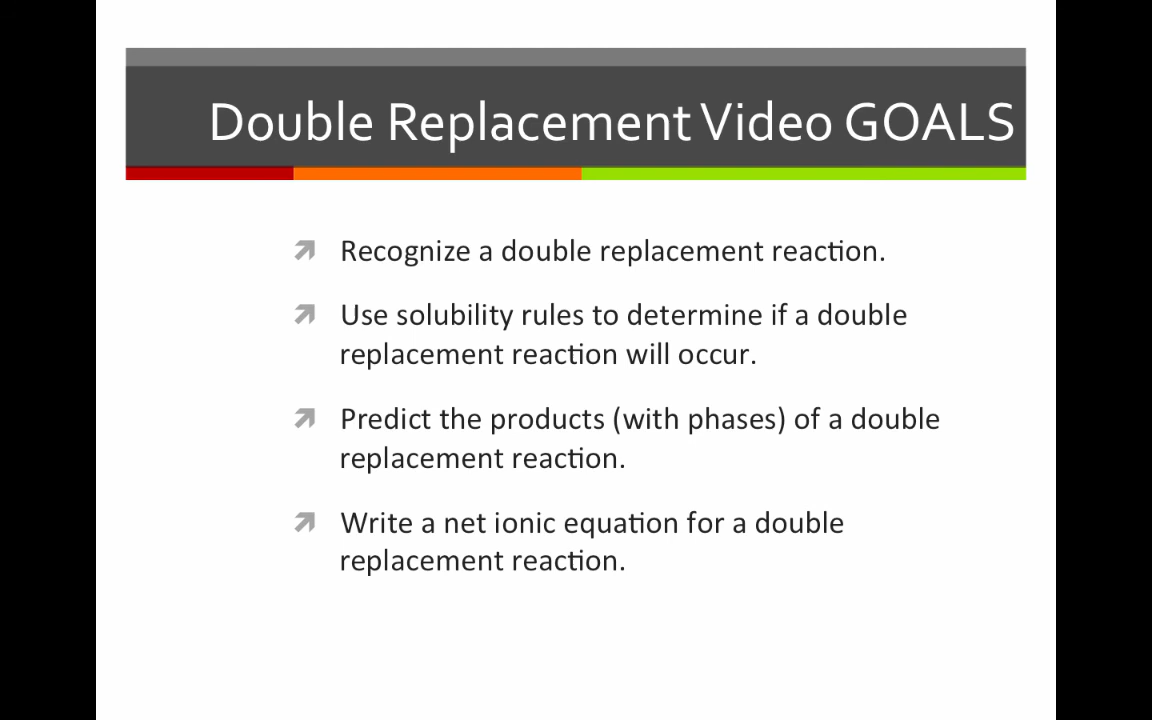 Double Replacement Video GOALS
Recognize a double replacement reaction.
Use solubility rules to determine if a double
replacement reaction will occur.
Predict the products (with phases) of a double
replacement reaction.
Write a net ionic equation for a double
replacement reaction.